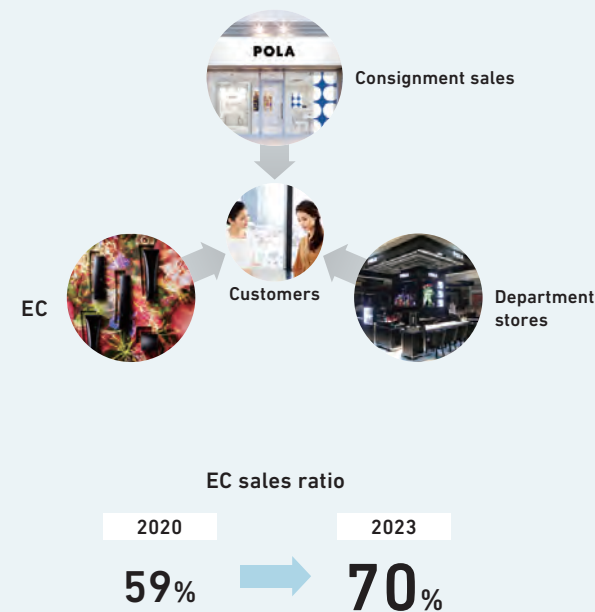 POLA
Consignment sales
Customers
EC
Department
stores
EC sales ratio
2020
2023
59%
70%